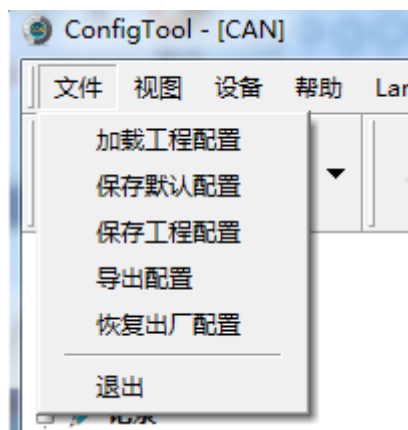 ConfigTool - [CAN]
文件 视图 设备 帮助 Lan
加载工程配置
保存默认配置
保存工程配置
导出配置
恢复出厂配置
退出